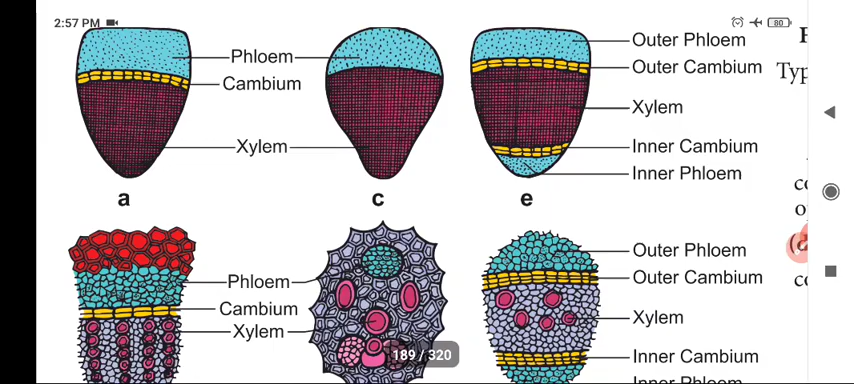 2:57 PM
80
Outer Phloem
Phloem
Outer Cambium
Typ
Cambium
Xylem
Xylem
Inner Cambium
Inner Phloem
a
c
e
Outer Phloem
Phloem
Outer Cambium
Cambium
Xylem
Xylem
189 / 320
Inner Cambium